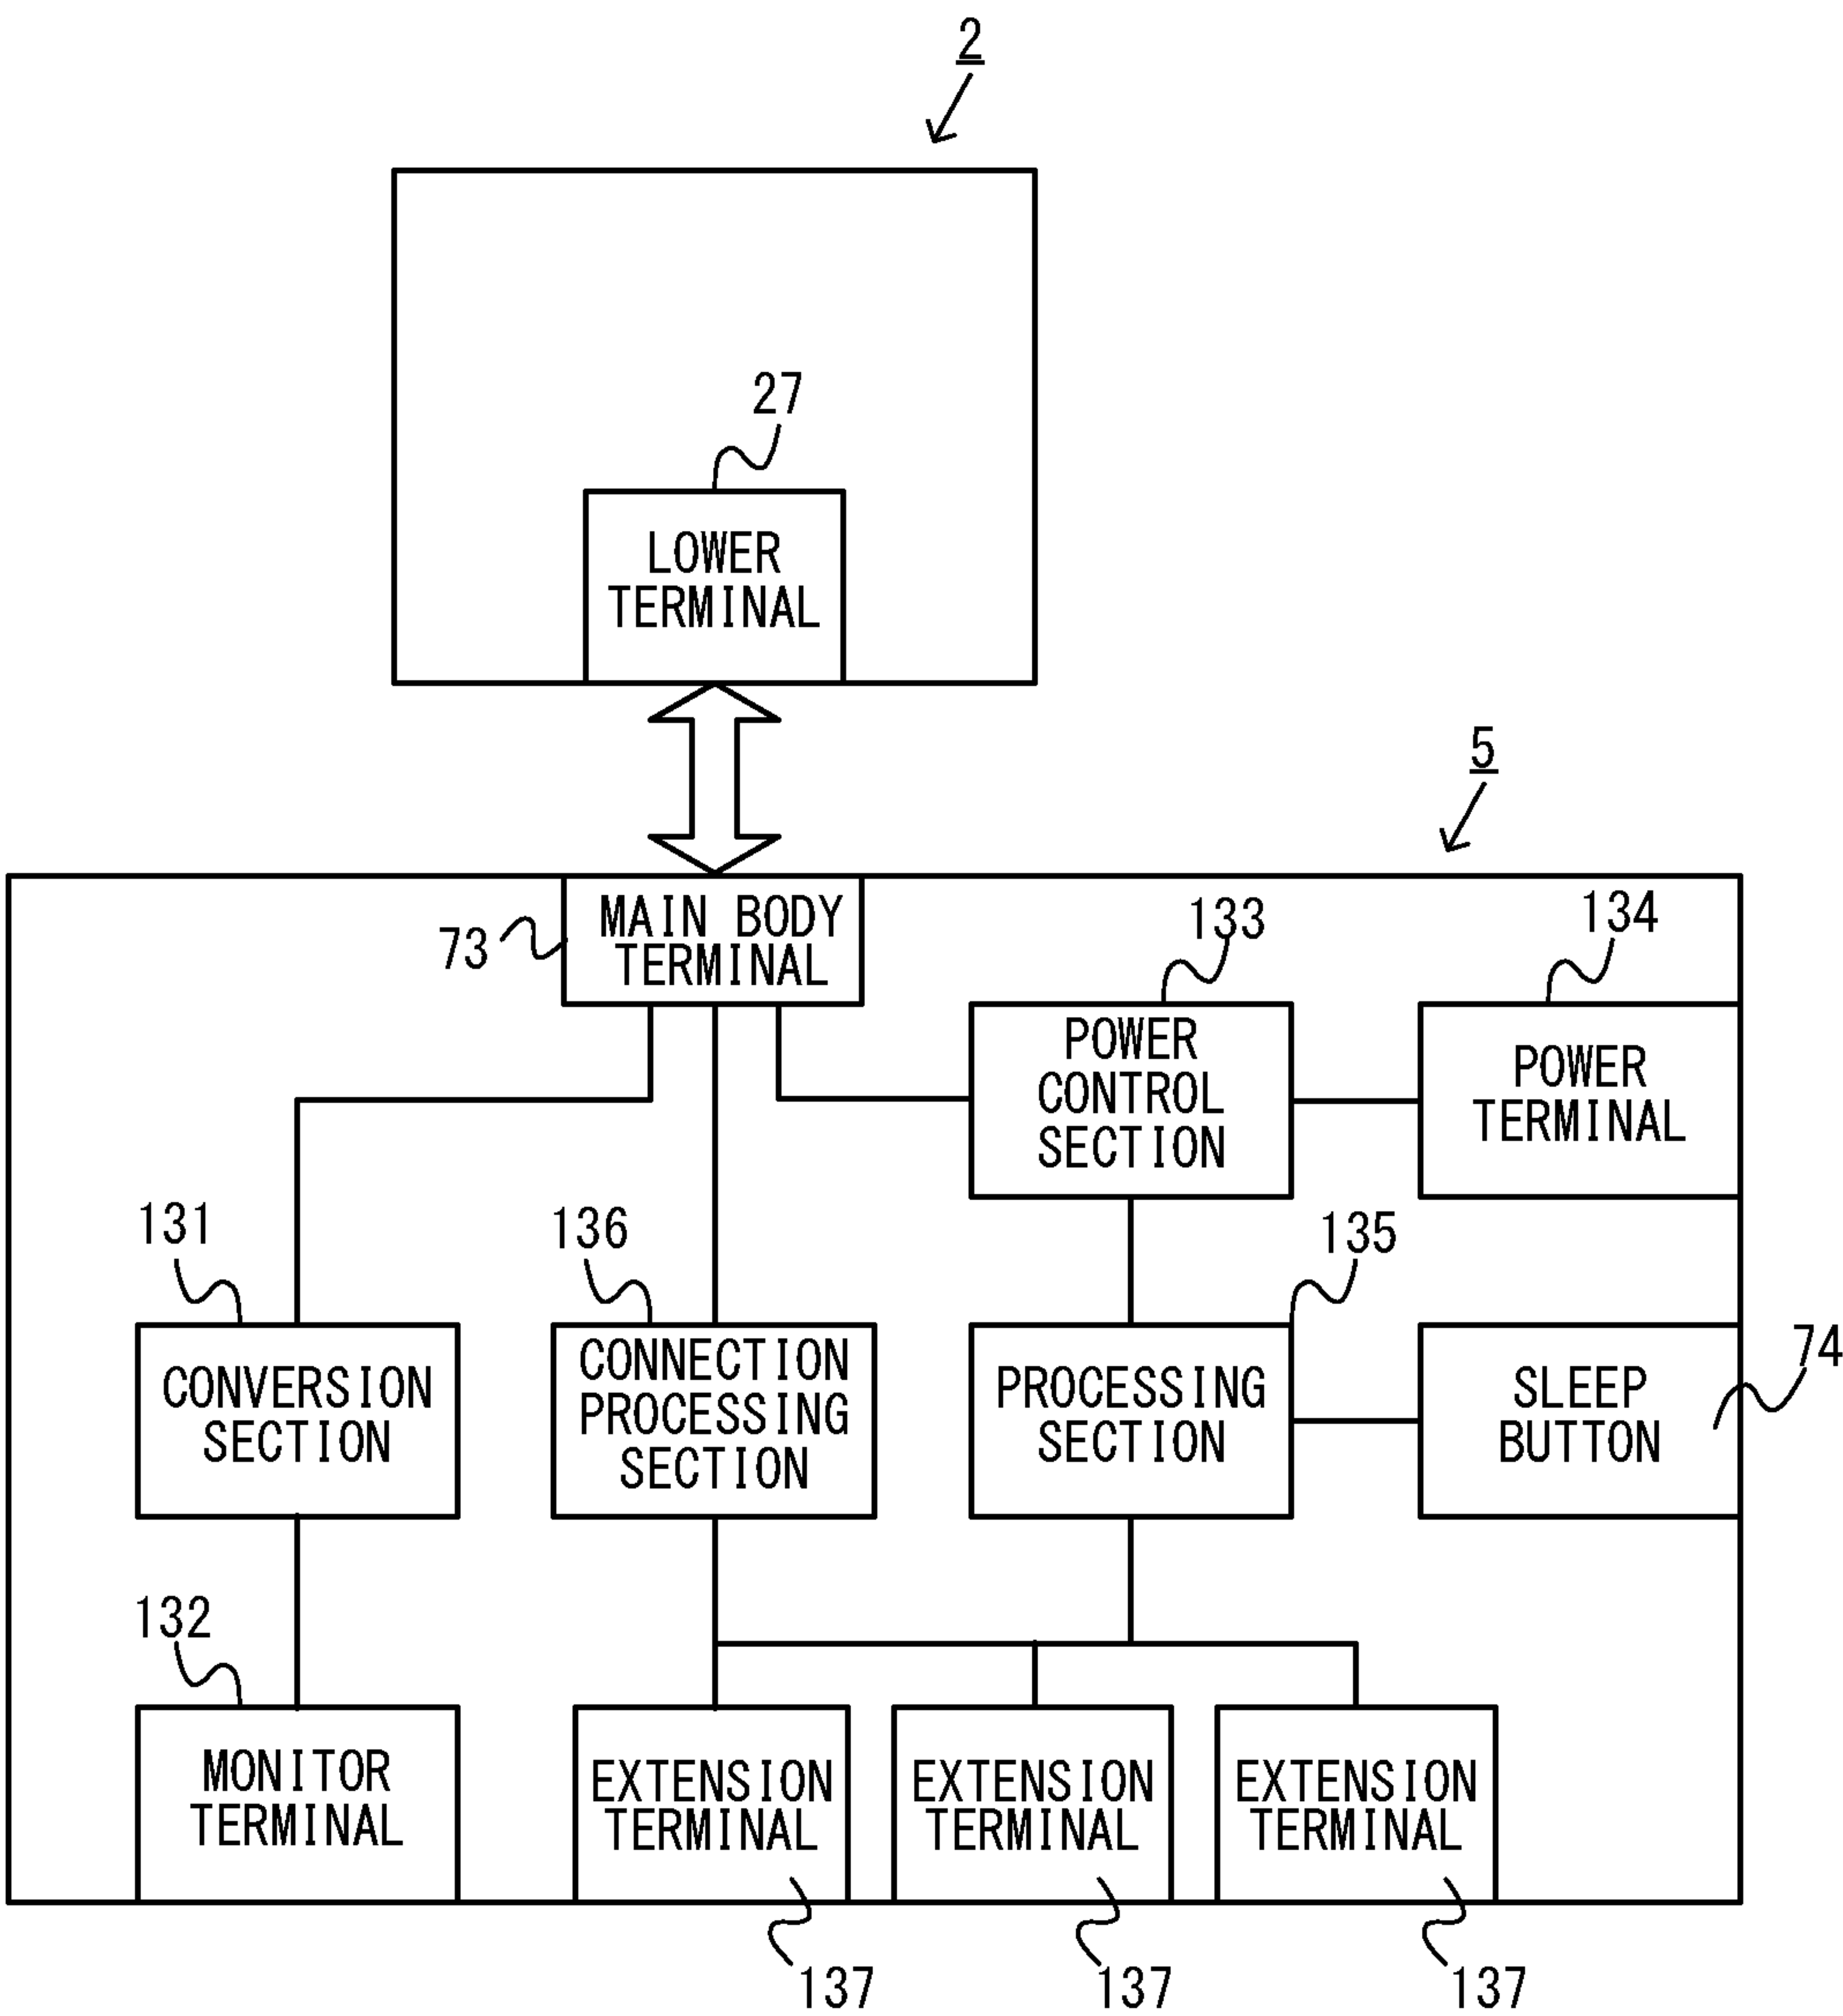 2
27
LOWER
TERMINAL
5
73
MAIN BODY
TERMINAL
133
134
POWER
CONTROL
SECTION
POWER
TERMINAL
131
136
135
CONVERSION
SECTION
CONNECTION
PROCESSING
SECTION
PROCESSING
SECTION
SLEEP
BUTTON
74
132
MONITOR
TERMINAL
EXTENSION
TERMINAL
EXTENSION
TERMINAL
EXTENSION
TERMINAL
137
137
137